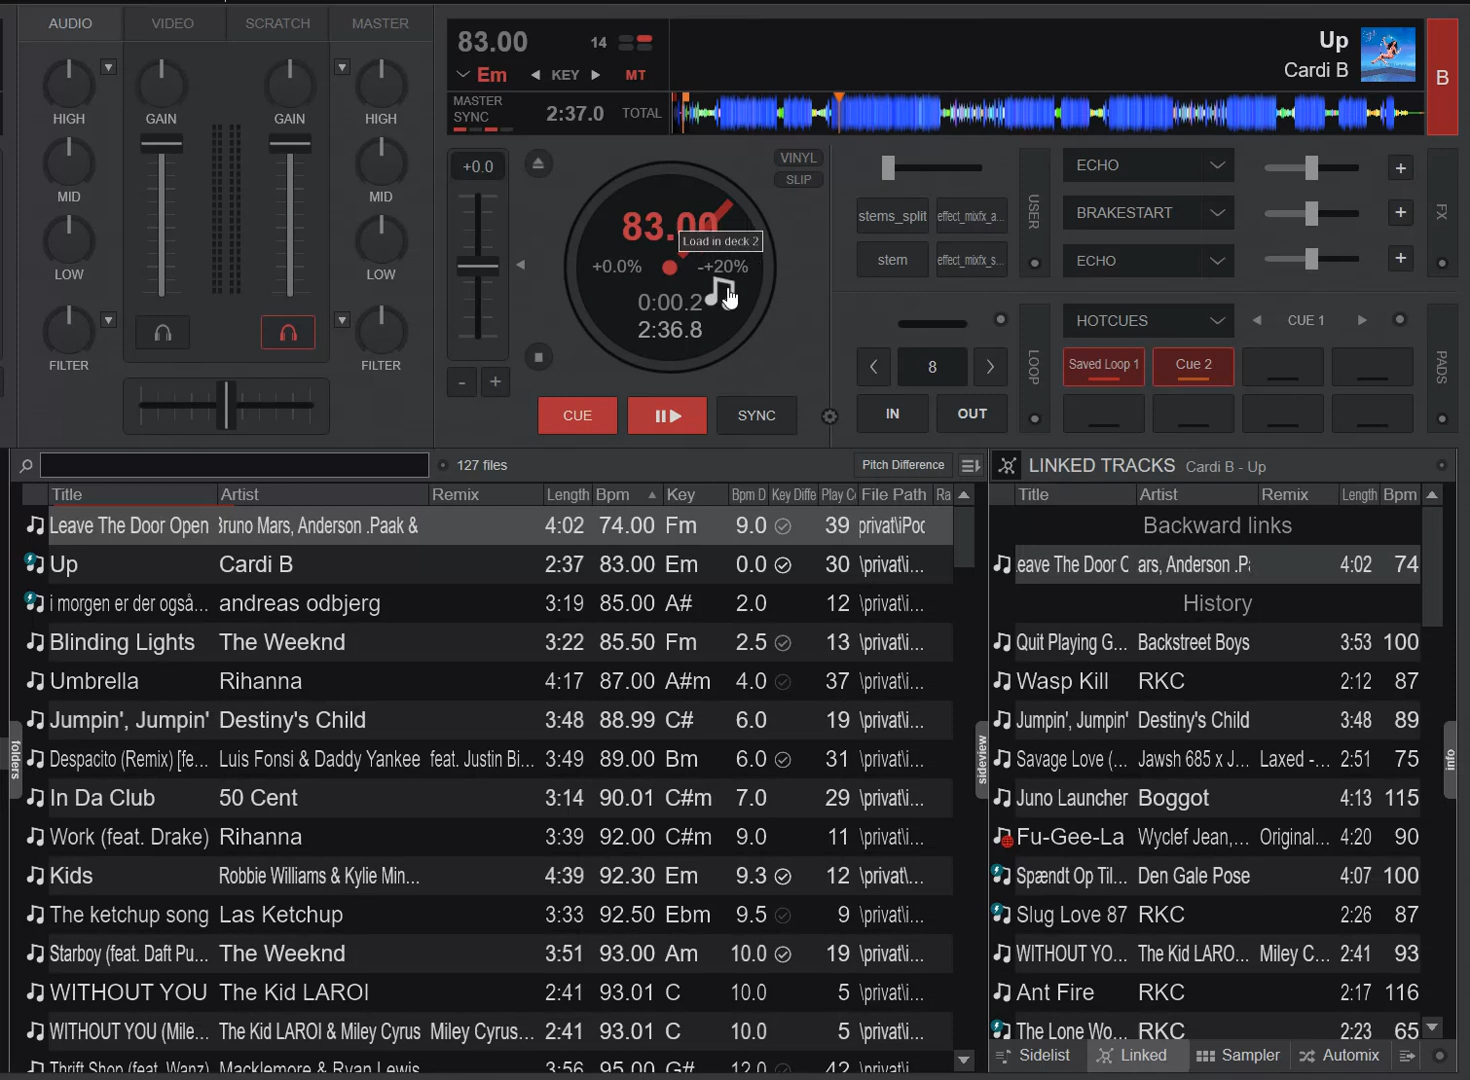 AUDIO VIDEO SCRATCH MASTER
HIGH GAIN GAIN HIGH
MID MID
LOW LOW
FILTER FILTER
83.00 14
Em KEY MT
MASTER
SYNC
2:37.0 TOTAL
Up
Cardi B
B
+0.0
VINYL
SLIP
83.00
Load in deck 2
+0.0% -+20%
0:00.2
2:36.8
- +
CUE SYNC
stems_split effect_mixfx_a...
stem effect_mixfx_s...
USER
ECHO +
BRAKESTART +
ECHO +
FX
8
IN OUT
LOOP
HOTCUES CUE 1
Saved Loop 1 Cue 2
PADS
127 files Pitch Difference
Title Artist Remix Length Bpm Key Bpm D Key Diffe Play C File Path Ra
Leave The Door Open Bruno Mars, Anderson .Paak & 4:02 74.00 Fm 9.0 39 privat\iPoc
Up Cardi B 2:37 83.00 Em 0.0 30 \privat\i...
i morgen er der også... andreas odbjerg 3:19 85.00 A# 2.0 12 \privat\i...
Blinding Lights The Weeknd 3:22 85.50 Fm 2.5 13 \privat\i...
Umbrella Rihanna 4:17 87.00 A#m 4.0 37 \privat\i...
Jumpin', Jumpin' Destiny's Child 3:48 88.99 C# 6.0 19 \privat\i...
Despacito (Remix) [fe... Luis Fonsi & Daddy Yankee feat. Justin Bi... 3:49 89.00 Bm 6.0 31 \privat\i...
In Da Club 50 Cent 3:14 90.01 C#m 7.0 29 \privat\i...
Work (feat. Drake) Rihanna 3:39 92.00 C#m 9.0 11 \privat\i...
Kids Robbie Williams & Kylie Min... 4:39 92.30 Em 9.3 12 \privat\...
The ketchup song Las Ketchup 3:33 92.50 Ebm 9.5 9 \privat\i...
Starboy (feat. Daft Pu... The Weeknd 3:51 93.00 Am 10.0 19 \privat\i...
WITHOUT YOU The Kid LAROI 2:41 93.01 C 10.0 5 \privat\i...
WITHOUT YOU (Mile... The Kid LAROI & Miley Cyrus Miley Cyrus... 2:41 93.01 C 10.0 5 \privat\i...
Thrift Shop (feat. Wanz) Macklemore & Ryan Lewis 3:56 95.00 G# 12.0 42 \privat\i...
folders
sideview
LINKED TRACKS Cardi B - Up
Title Artist Remix Length Bpm
Backward links
eave The Door C ars, Anderson .Pa 4:02 74
History
Quit Playing G... Backstreet Boys 3:53 100
Wasp Kill RKC 2:12 87
Jumpin', Jumpin' Destiny's Child 3:48 89
Savage Love (... Jawsh 685 x J... Laxed -... 2:51 75
Juno Launcher Boggot 4:13 115
Fu-Gee-La Wyclef Jean,... Original... 4:20 90
Spændt Op Til... Den Gale Pose 4:07 100
Slug Love 87 RKC 2:26 87
WITHOUT YO... The Kid LARO... Miley C... 2:41 93
Ant Fire RKC 2:17 116
The Lone Wo... RKC 2:23 65
info
Sidelist Linked Sampler Automix